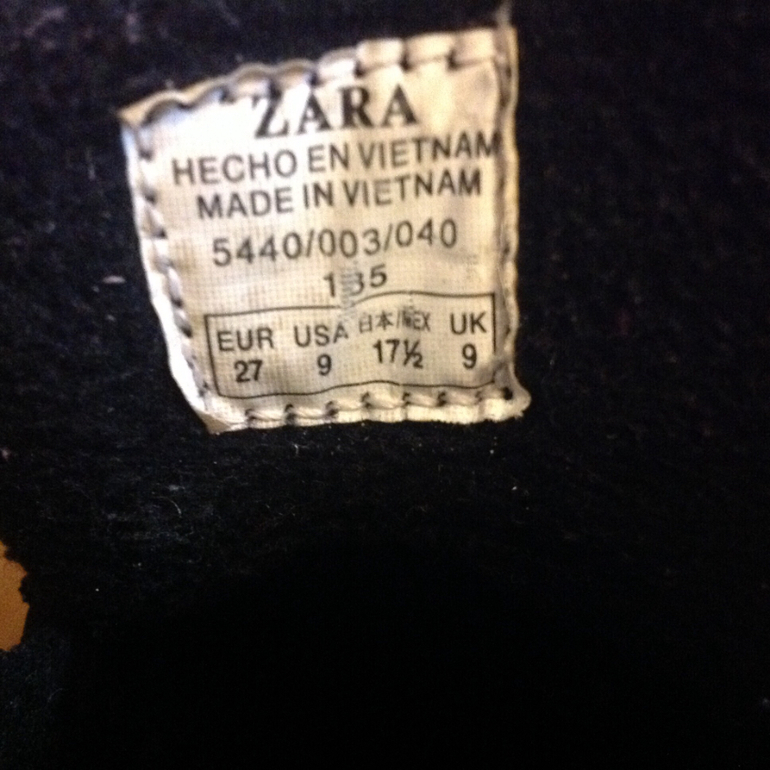 ZARA
HECHO EN VIETNAM
MADE IN VIETNAM
5440/003/040
EUR USA 日本/MEX UK
27 9 17½ 9